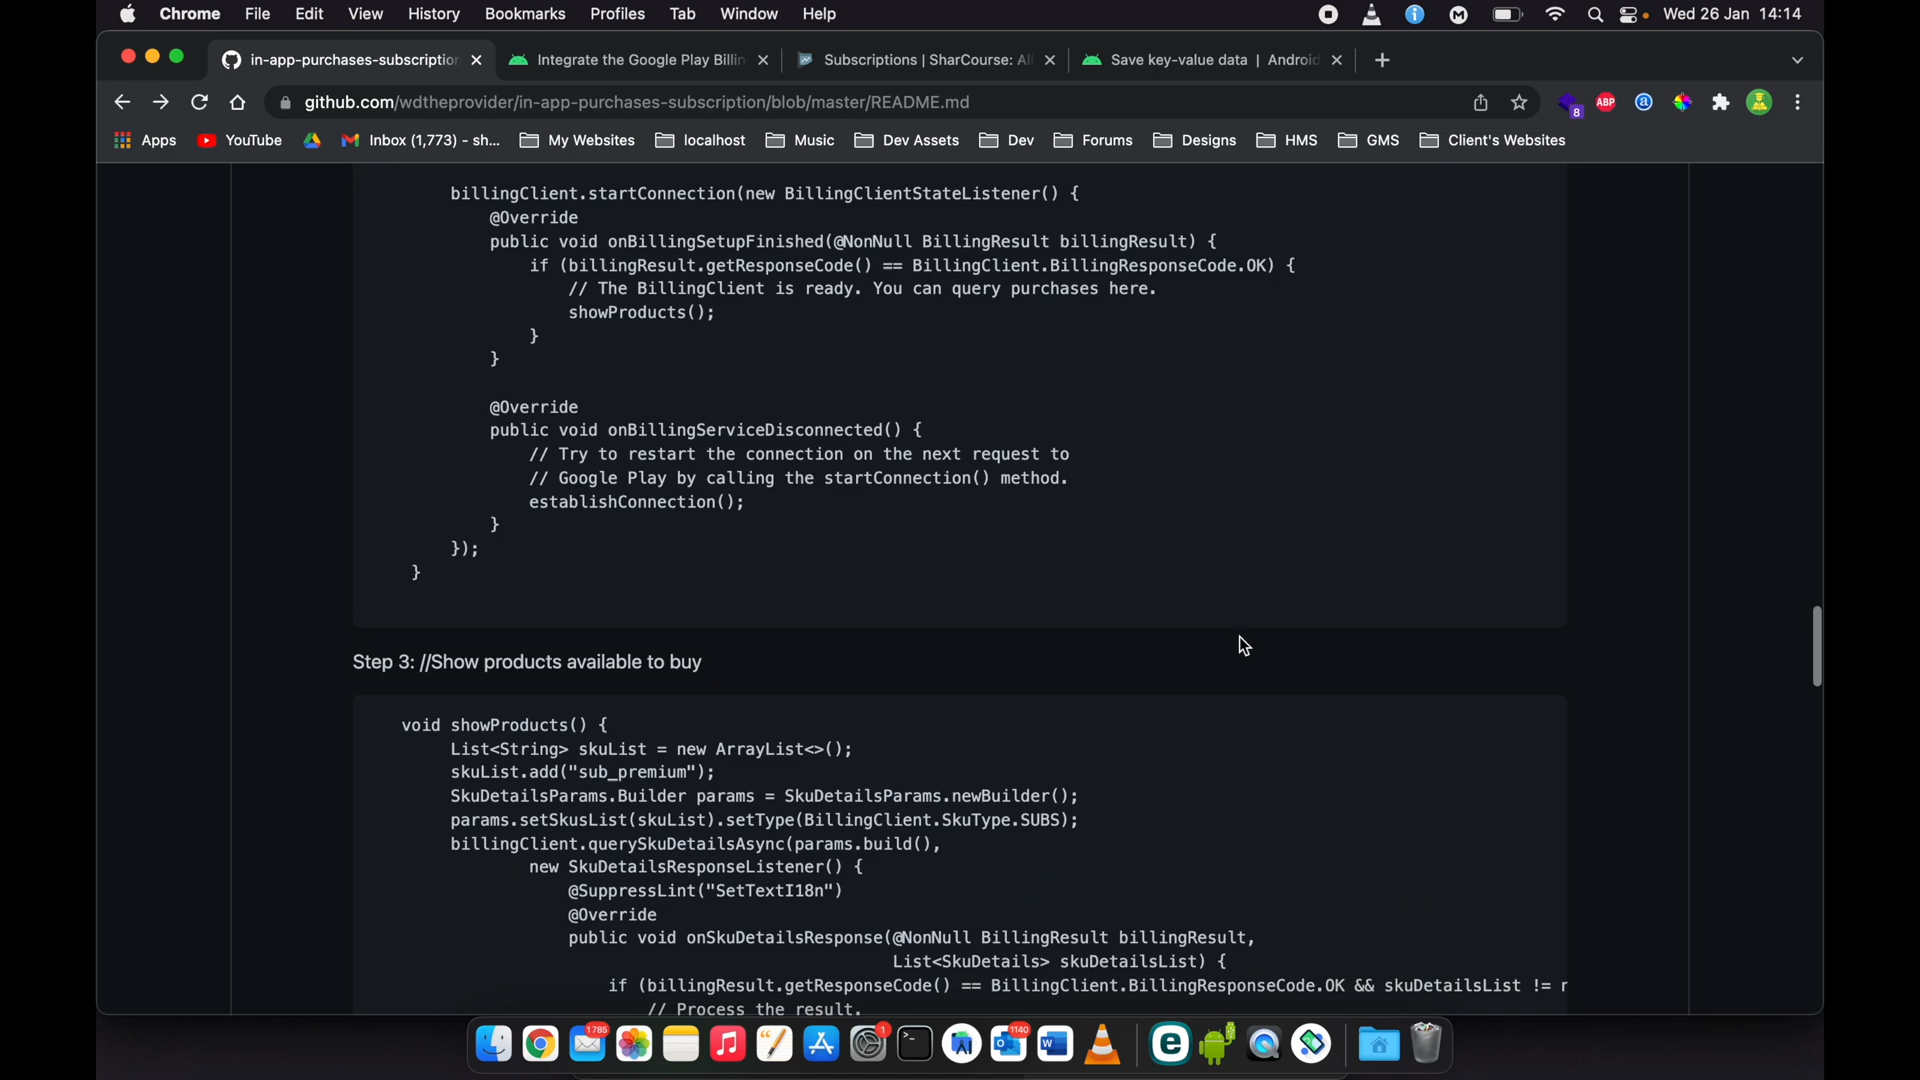 Chrome File Edit View History Bookmarks Profiles Tab Window Help Wed 26 Jan 14:14
in-app-purchases-subscription Integrate the Google Play Billin Subscriptions | SharCourse: Al Save key-value data | Android
github.com/wdtheprovider/in-app-purchases-subscription/blob/master/README.md
ABP
8
Apps YouTube Inbox (1,773) - sh... My Websites localhost Music Dev Assets Dev Forums Designs HMS GMS Client's Websites
billingClient.startConnection(new BillingClientStateListener() {
@Override
public void onBillingSetupFinished(@NonNull BillingResult billingResult) {
if (billingResult.getResponseCode() == BillingClient.BillingResponseCode.OK) {
// The BillingClient is ready. You can query purchases here.
showProducts();
}
}
@Override
public void onBillingServiceDisconnected() {
// Try to restart the connection on the next request to
// Google Play by calling the startConnection() method.
establishConnection();
}
});
}
Step 3: //Show products available to buy
void showProducts() {
List<String> skuList = new ArrayList<>();
skuList.add("sub_premium");
SkuDetailsParams.Builder params = SkuDetailsParams.newBuilder();
params.setSkusList(skuList).setType(BillingClient.SkuType.SUBS);
billingClient.querySkuDetailsAsync(params.build(),
new SkuDetailsResponseListener() {
@SuppressLint("SetTextI18n")
@Override
public void onSkuDetailsResponse(@NonNull BillingResult billingResult,
List<SkuDetails> skuDetailsList) {
if (billingResult.getResponseCode() == BillingClient.BillingResponseCode.OK && skuDetailsList !=
// Process the result.
1785 1 1140